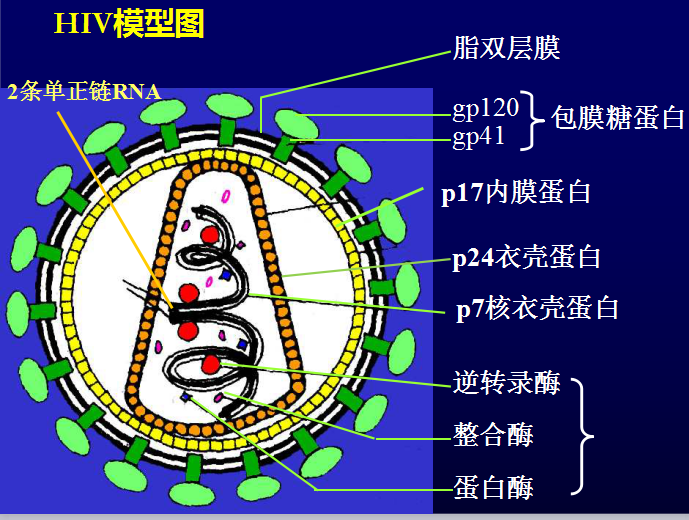 HIV模型图
脂双层膜
2条单正链RNA
gp120
gp41
包膜糖蛋白
p17内膜蛋白
p24衣壳蛋白
p7核衣壳蛋白
逆转录酶
整合酶
蛋白酶